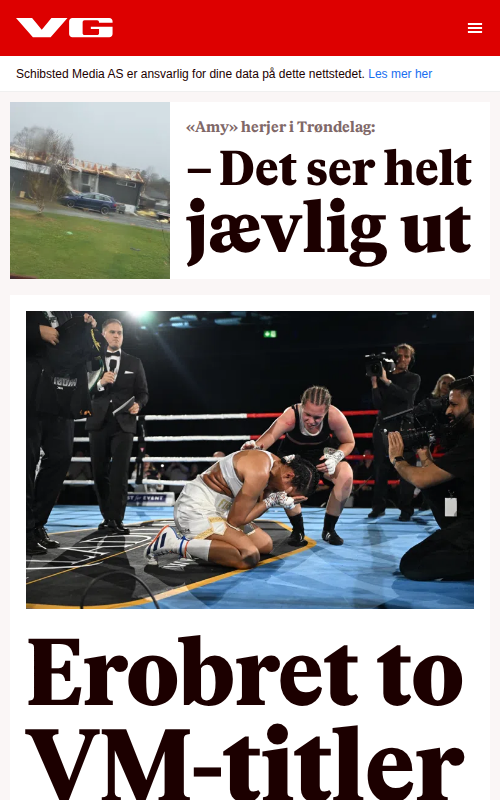 VG
Schibsted Media AS er ansvarlig for dine data på dette nettstedet. Les mer her
«Amy» herjer i Trøndelag:
– Det ser helt
jævlig ut
Erobret to
VM-titler